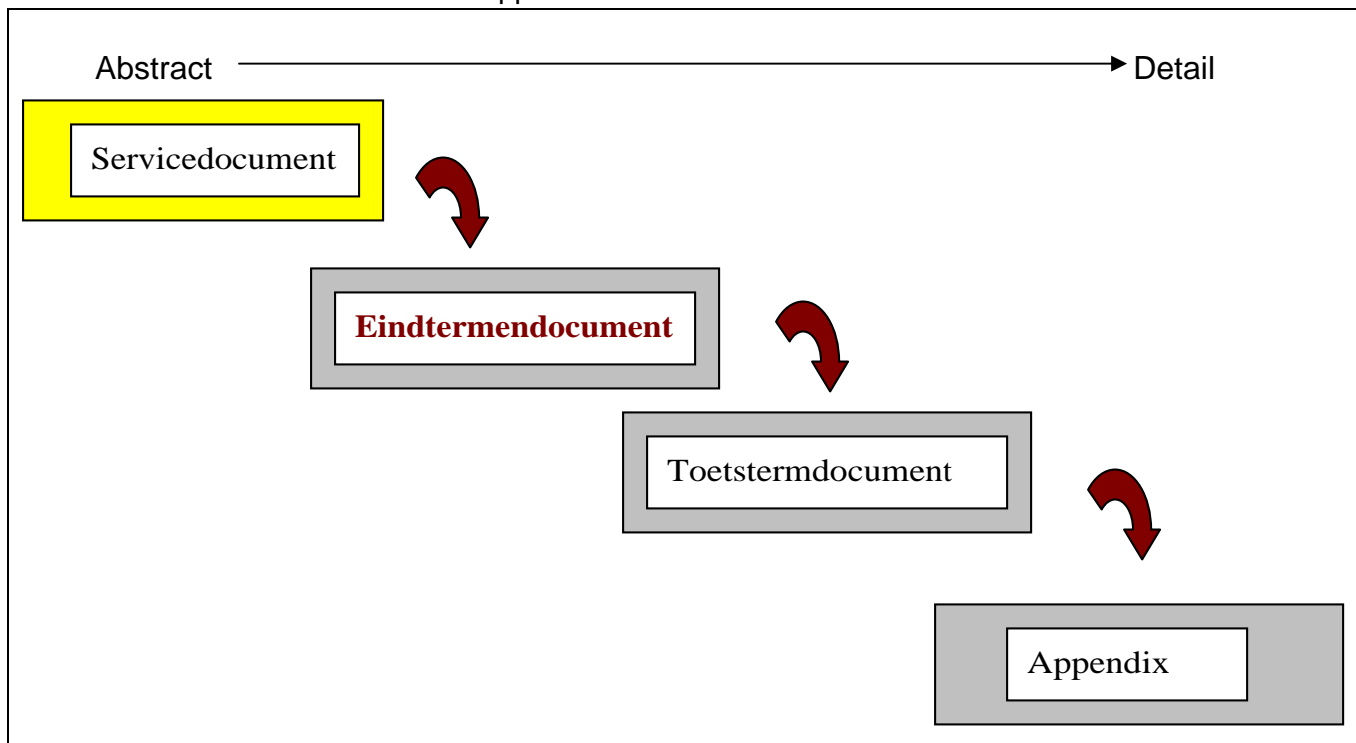 Abstract Detail
Servicedocument
Eindtermendocument
Toetstermdocument
Appendix